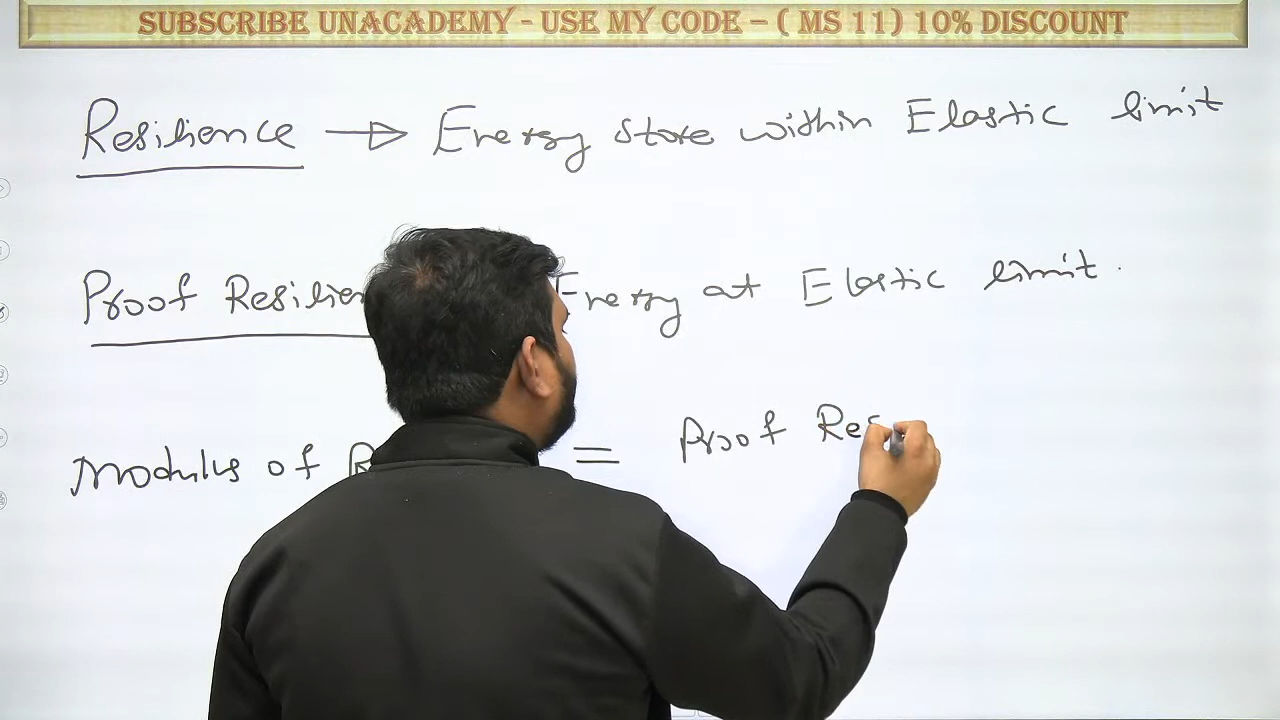 SUBSCRIBE UNACADEMY - USE MY CODE – ( MS 11) 10% DISCOUNT
Resilience → Energy store within Elastic limit
Proof Resilien Energy at Elastic limit.
Modulus of R = Proof Res